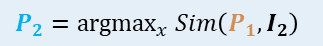 P₂ = argmaxₓ Sim(P₁, I₂)